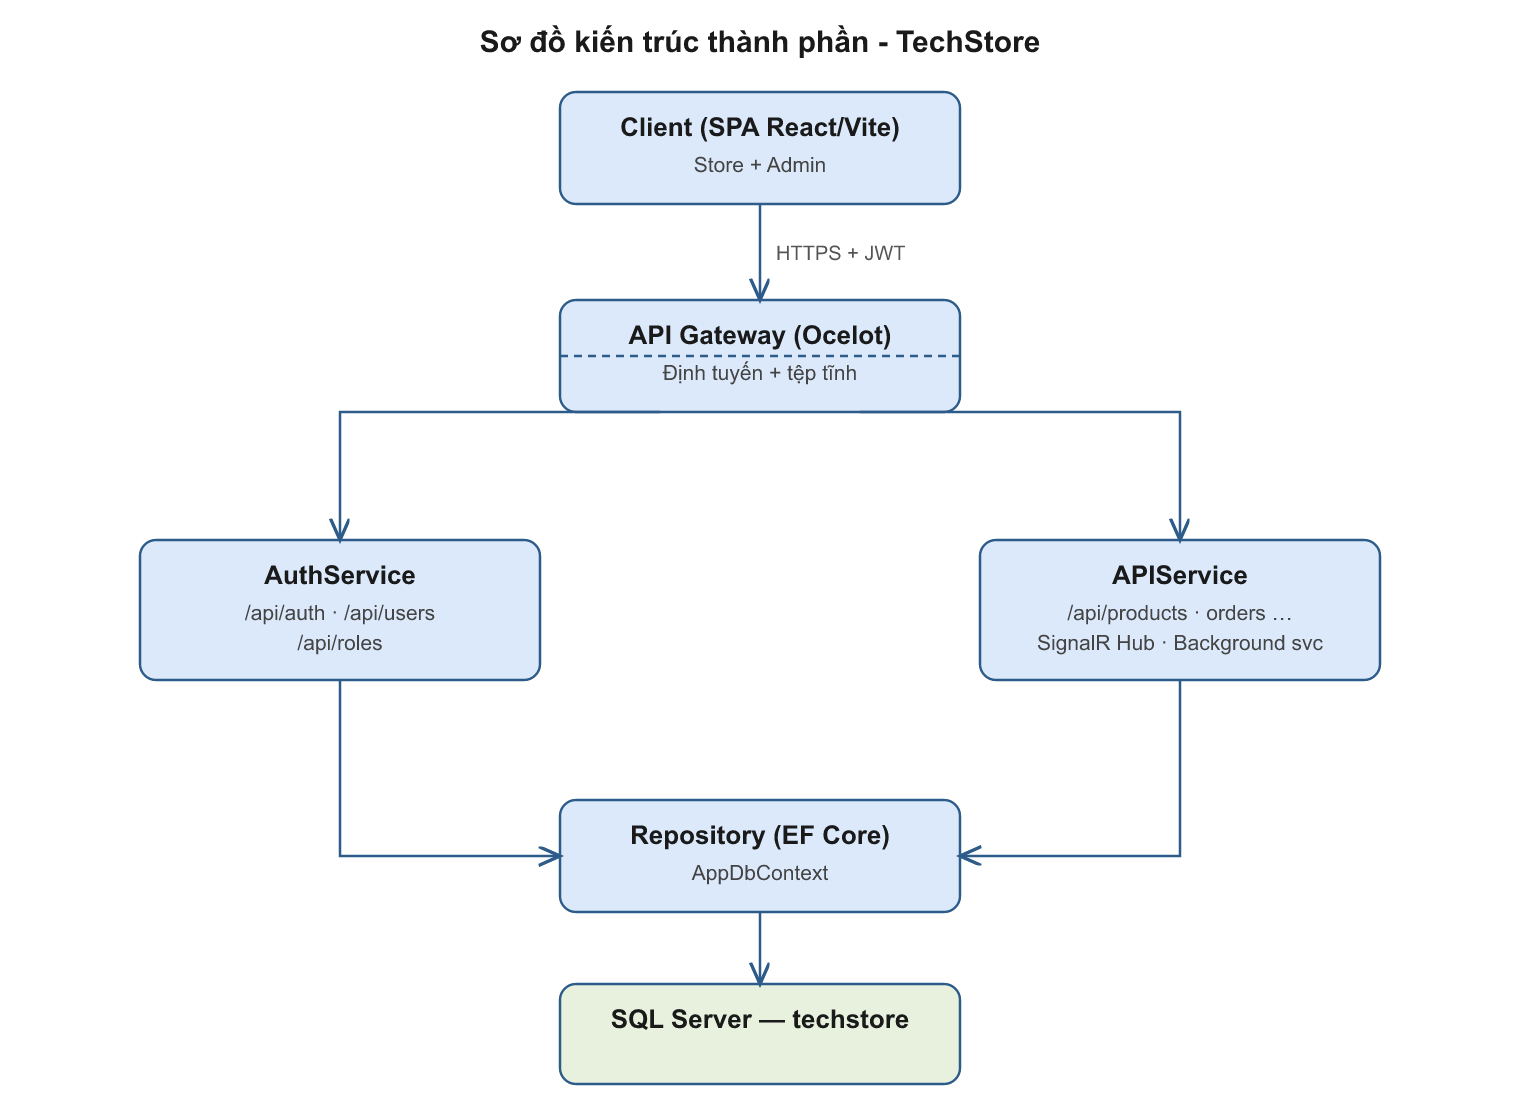 Sơ đồ kiến trúc thành phần - TechStore
Client (SPA React/Vite)
Store + Admin
HTTPS + JWT
API Gateway (Ocelot)
Định tuyến + tệp tĩnh
AuthService
/api/auth · /api/users
/api/roles
APIService
/api/products · orders …
SignalR Hub · Background svc
Repository (EF Core)
AppDbContext
SQL Server — techstore